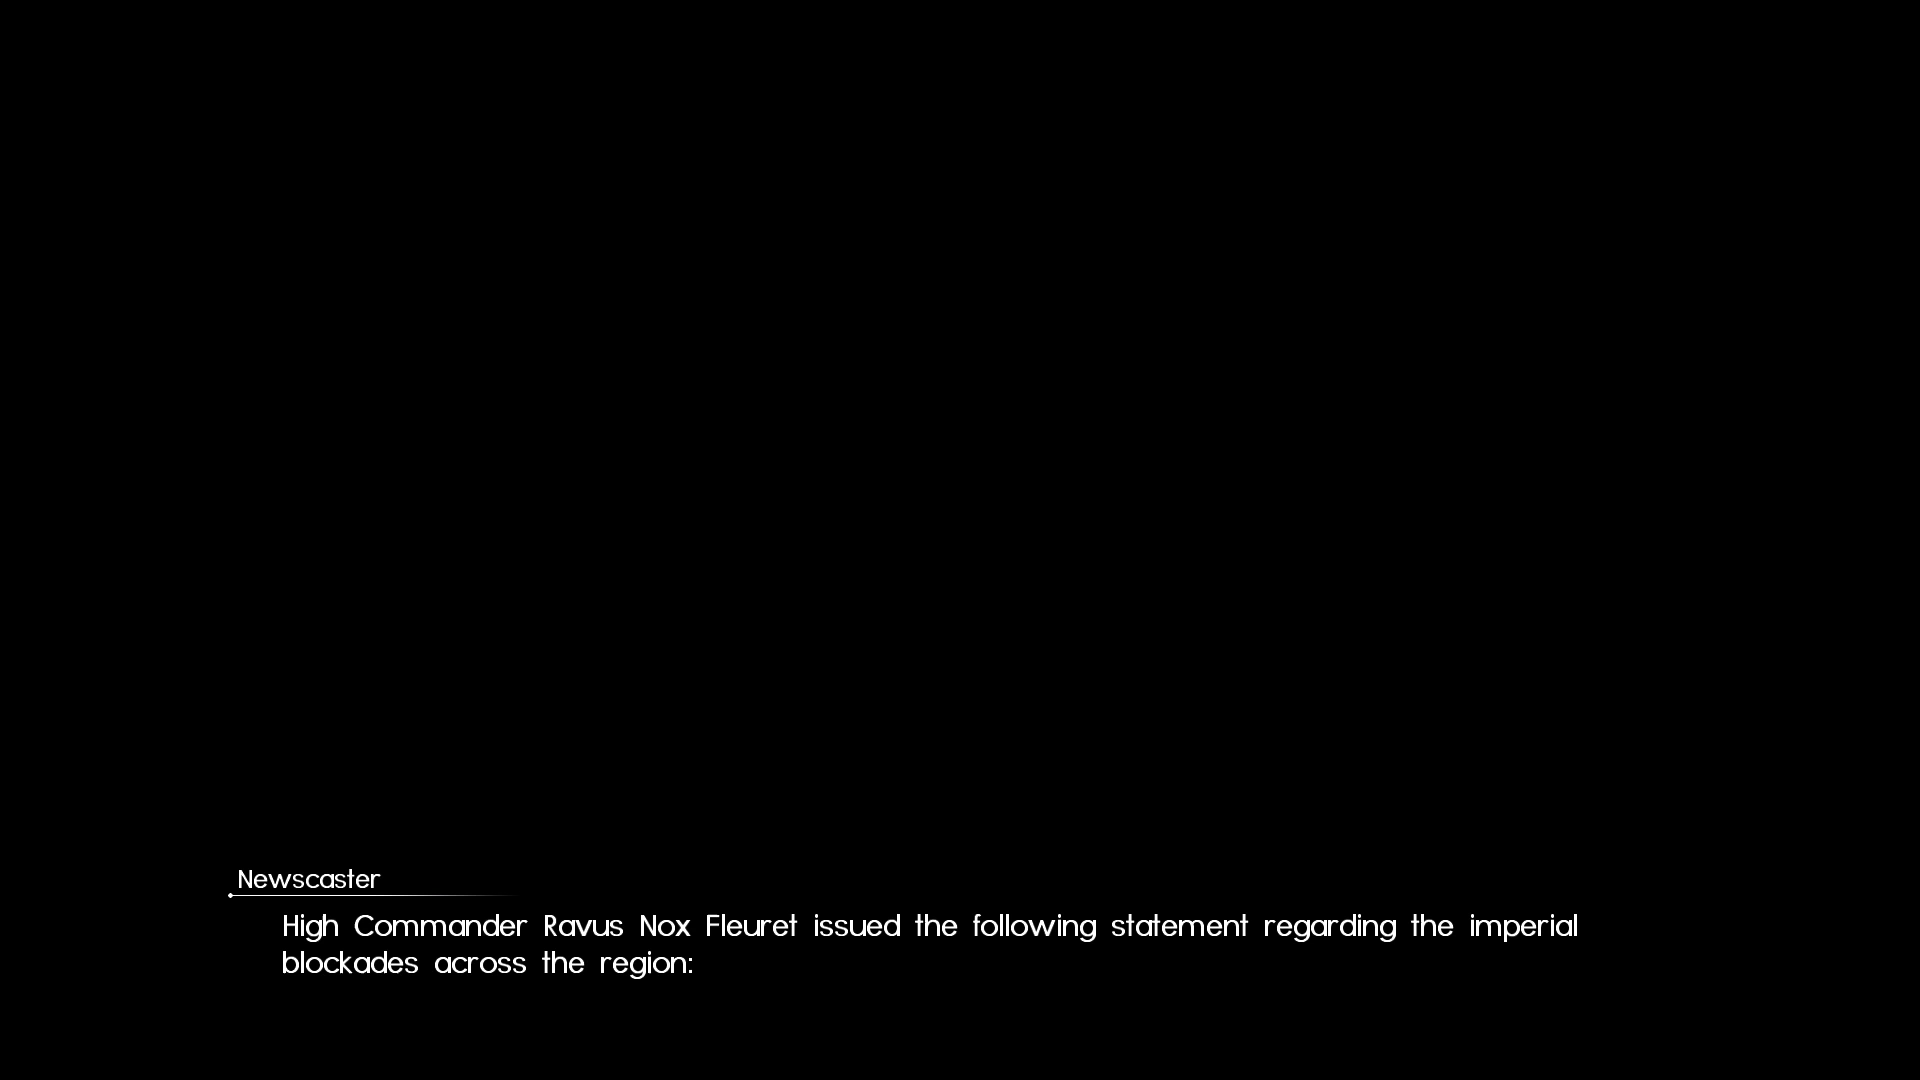 Newscaster
High Commander Ravus Nox Fleuret issued the following statement regarding the imperial
blockades across the region: